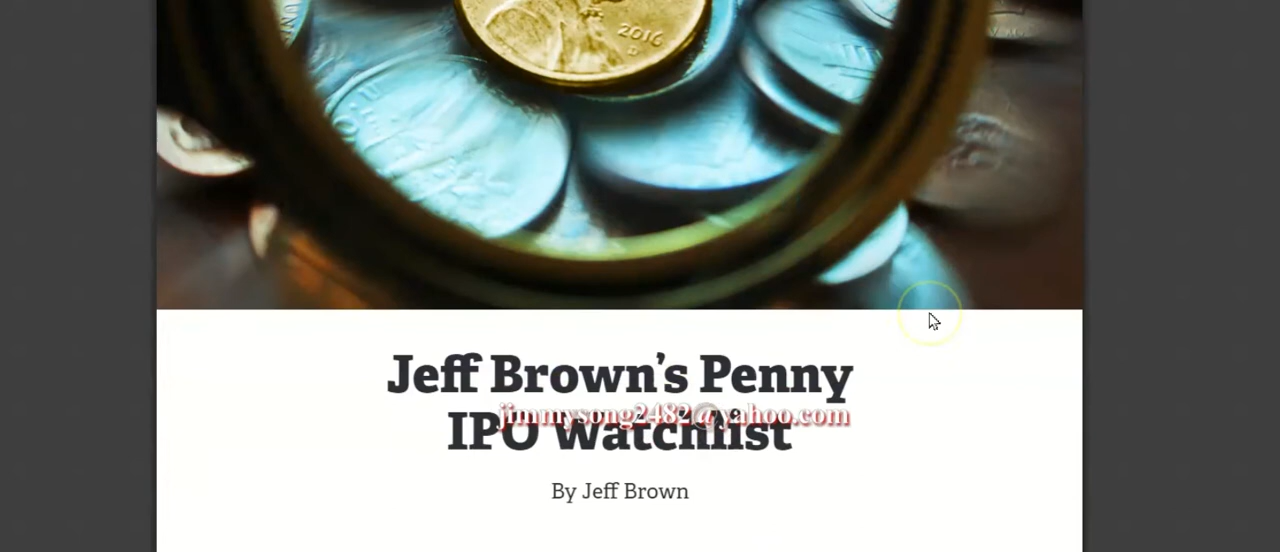 2016
D
Jeff Brown's Penny
jimmysong2482@yahoo.com
IPO Watchlist
By Jeff Brown